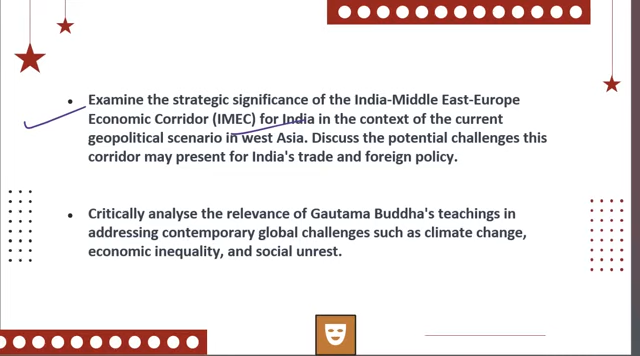 • Examine the strategic significance of the India-Middle East-Europe
Economic Corridor (IMEC) for India in the context of the current
geopolitical scenario in west Asia. Discuss the potential challenges this
corridor may present for India's trade and foreign policy.
• Critically analyse the relevance of Gautama Buddha's teachings in
addressing contemporary global challenges such as climate change,
economic inequality, and social unrest.